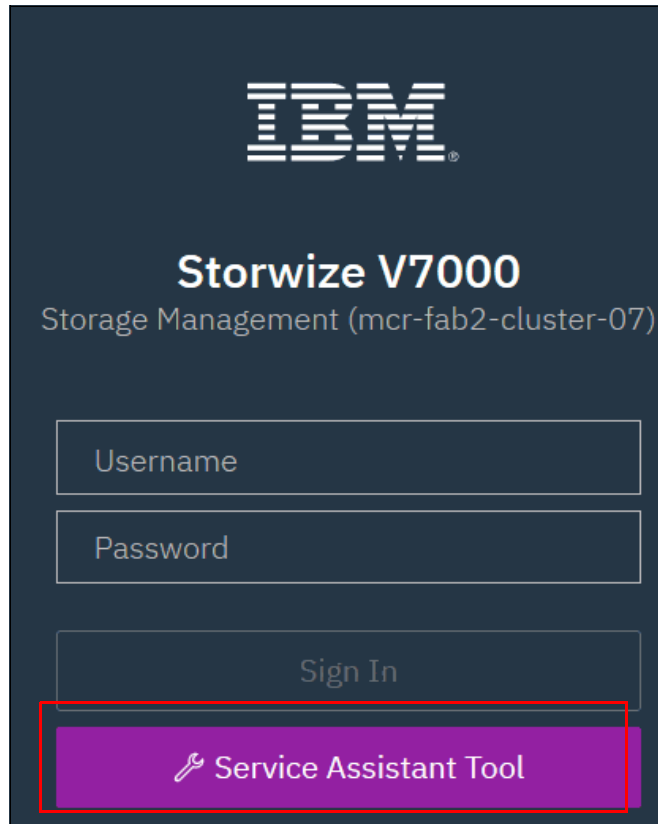 IBM®
Storwize V7000
Storage Management (mcr-fab2-cluster-07)
Username
Password
Sign In
Service Assistant Tool